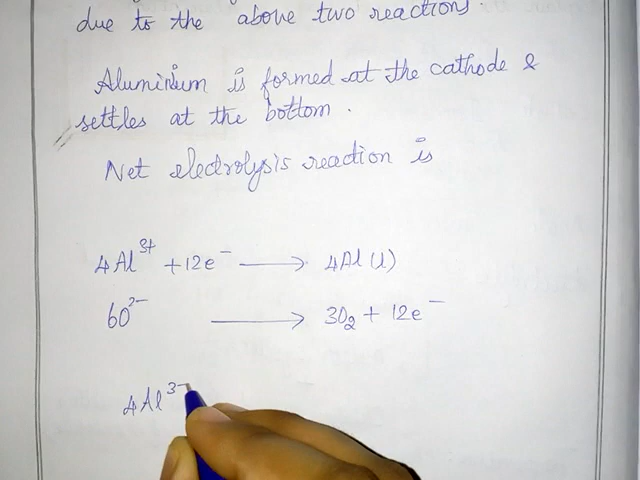 due to the above two reactions.
Aluminium is formed at the cathode &
settles at the bottom.
Net electrolysis reaction is
4Al³⁺ + 12e⁻ ⟶ 4Al(l)
6O²⁻ ⟶ 3O₂ + 12e⁻
4Al³⁻